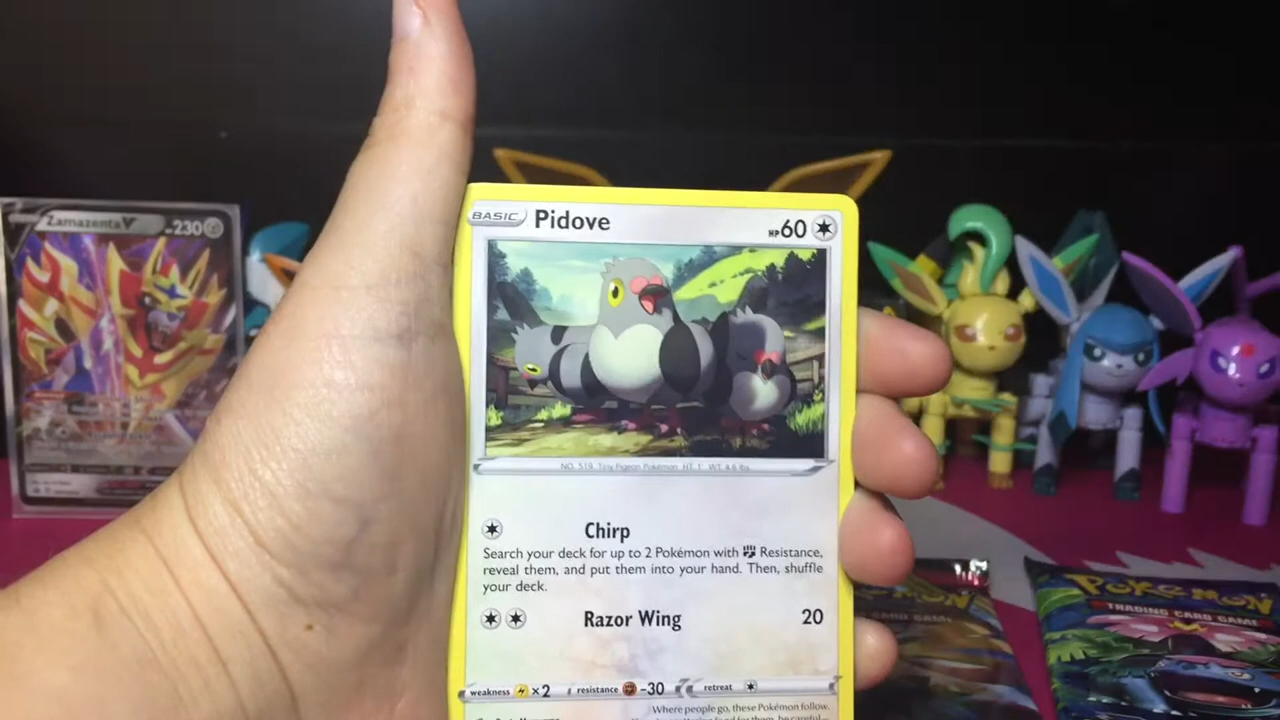 Zamazenta V
230
BASIC Pidove HP 60
NO. 519 Tiny Pigeon Pokémon HT. 1' WT. 4.6 lbs.
Chirp
Search your deck for up to 2 Pokémon with Resistance,
reveal them, and put them into your hand. Then, shuffle
your deck.
Razor Wing 20
weakness ×2 resistance -30 retreat
Where people go, these Pokémon follow.
POKÉMON
TRADING CARD GAME